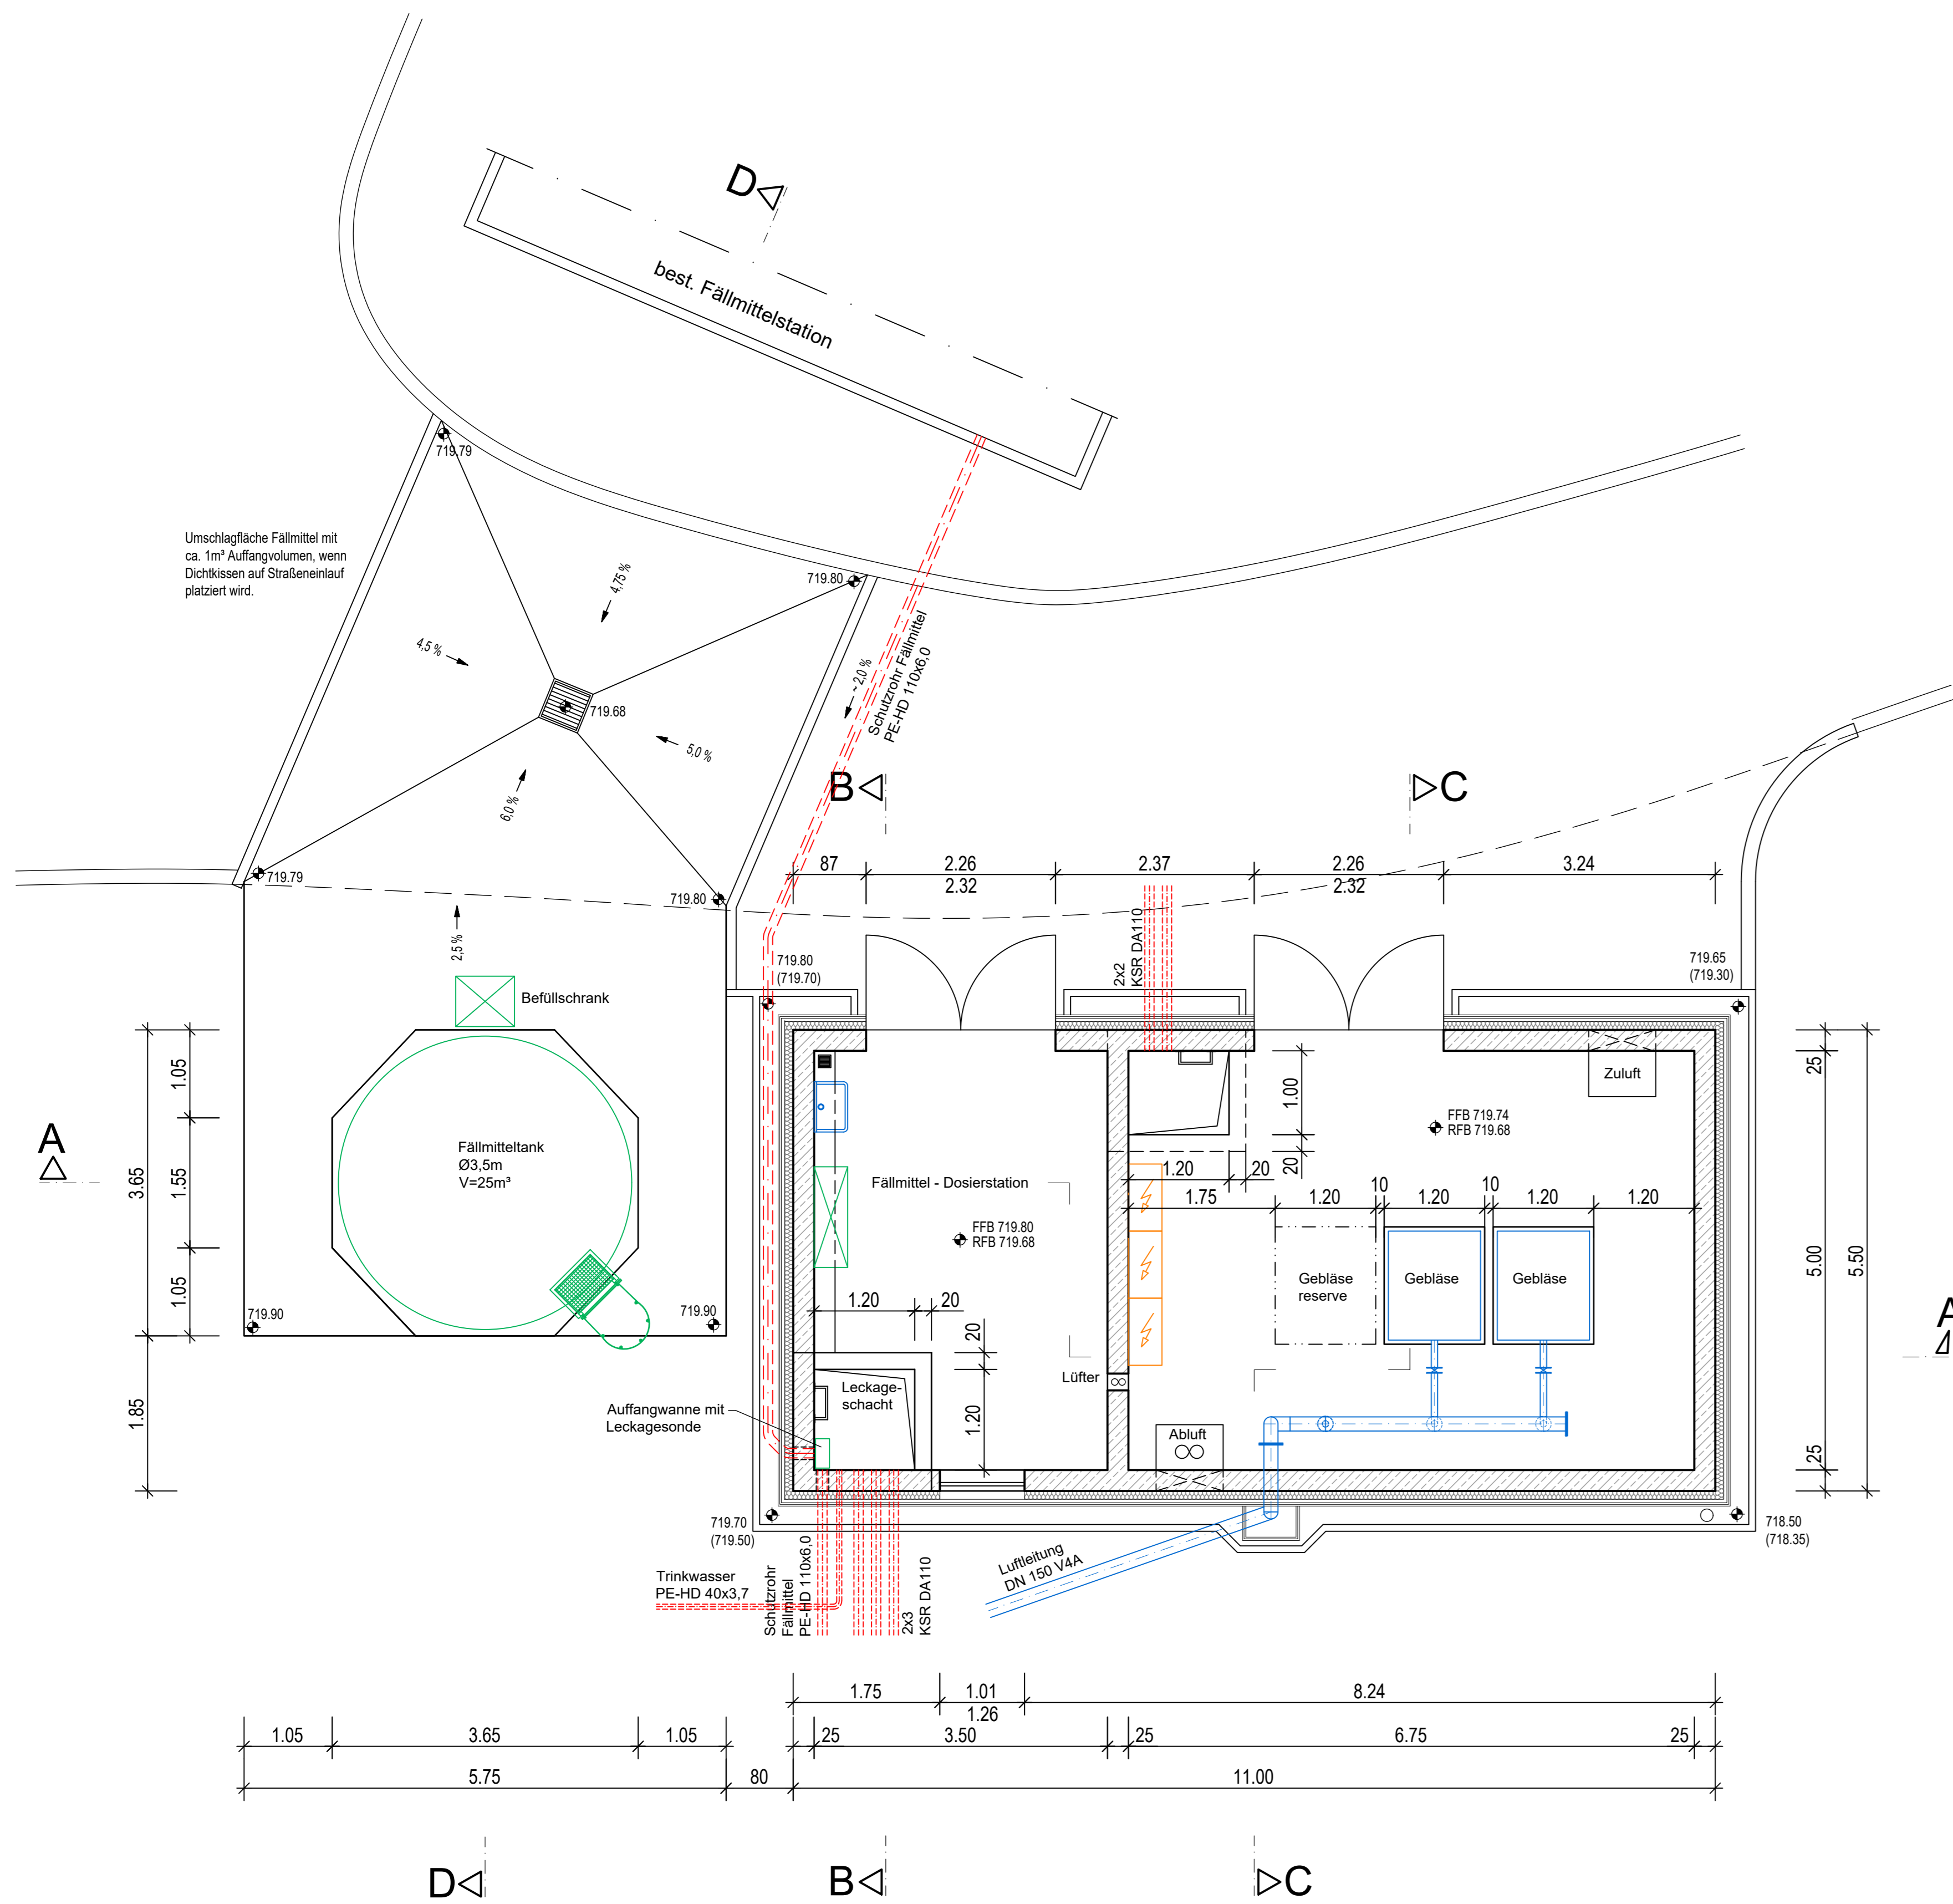 D
best. Fällmittelstation
719.79
Umschlagfläche Fällmittel mit
ca. 1m³ Auffangvolumen, wenn
Dichtkissen auf Straßeneinlauf
platziert wird.
4,75 %
719.80
4,5 %
~ 2,0 %
Schutzrohr Fällmittel
PE-HD 110x6,0
719.68
5,0 %
6,0 %
B
C
87
2.26
2.32
2.37
2.26
2.32
3.24
719.79
719.80
2,5 %
2x2
KSR DA110
719.80
(719.70)
719.65
(719.30)
Befüllschrank
1.05
25
1.00
Zuluft
A
3.65
1.55
Fällmitteltank
Ø3,5m
V=25m³
FFB 719.74
RFB 719.68
20
Fällmittel - Dosierstation
1.20
20
1.75
1.20
10
1.20
10
1.20
1.20
FFB 719.80
RFB 719.68
5.00
5.50
1.05
Gebläse
reserve
Gebläse
Gebläse
719.90
719.90
1.20
20
20
A
1.85
Lüfter
Leckage-
schacht
1.20
Auffangwanne mit
Leckagesonde
Abluft
25
719.70
(719.50)
718.50
(718.35)
Trinkwasser
PE-HD 40x3,7
Schutzrohr
Fällmittel
PE-HD 110x6,0
2x3
KSR DA110
Luftleitung
DN 150 V4A
1.75
1.01
1.26
8.24
1.05
3.65
1.05
25
3.50
25
6.75
25
5.75
80
11.00
D
B
C